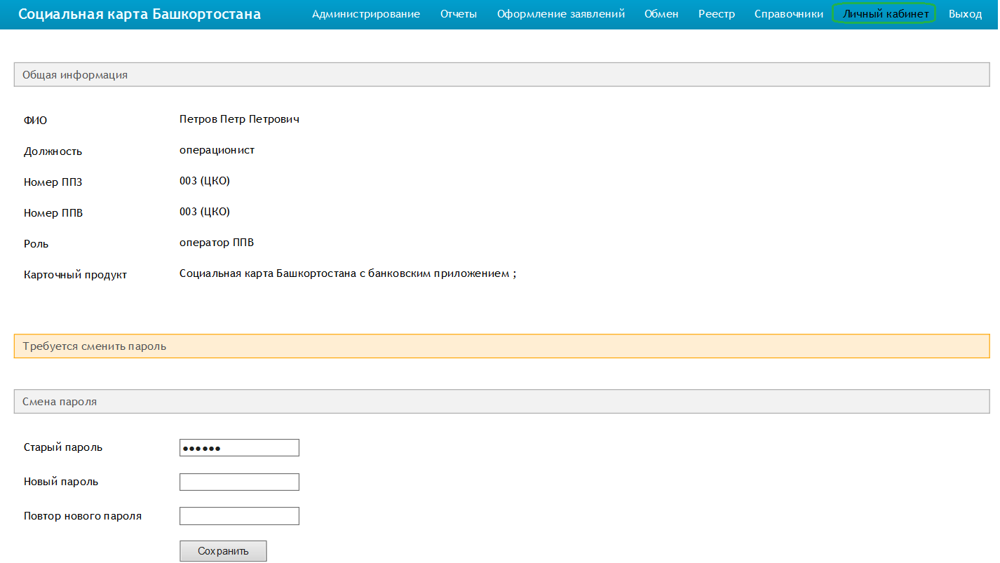 Социальная карта Башкортостана Администрирование Отчеты Оформление заявлений Обмен Реестр Справочники Личный кабинет Выход
Общая информация
ФИО Петров Петр Петрович
Должность операционист
Номер ППЗ 003 (ЦКО)
Номер ППВ 003 (ЦКО)
Роль оператор ППВ
Карточный продукт Социальная карта Башкортостана с банковским приложением ;
Требуется сменить пароль
Смена пароля
Старый пароль ●●●●●●
Новый пароль
Повтор нового пароля
Сохранить